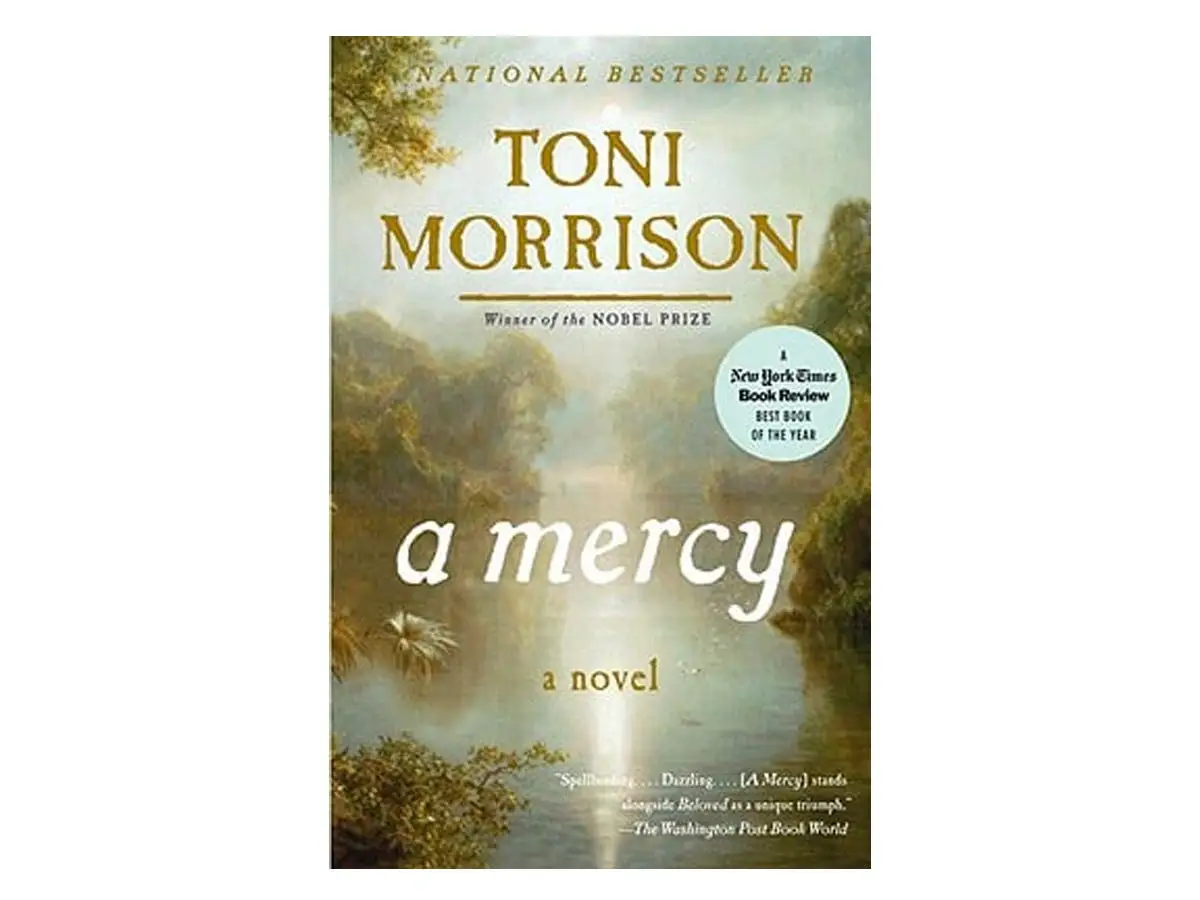 NATIONAL BESTSELLER
TONI
MORRISON
Winner of the NOBEL PRIZE
A
New York Times
Book Review
BEST BOOK
OF THE YEAR
a mercy
a novel
"Spellbinding. . . . Dazzling. . . . [A Mercy] stands
alongside Beloved as a unique triumph."
—The Washington Post Book World